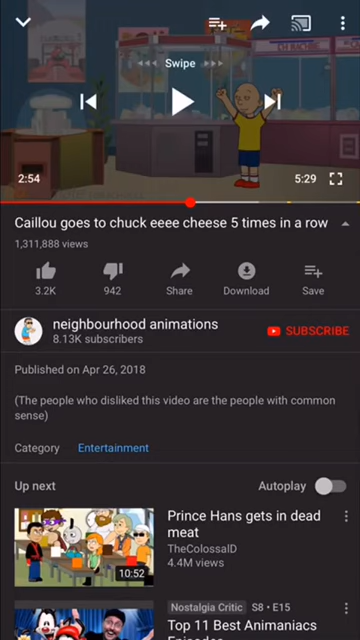 Swipe
2:54
5:29
Caillou goes to chuck eeee cheese 5 times in a row
1,311,888 views
3.2K
942
Share
Download
Save
neighbourhood animations
8.13K subscribers
SUBSCRIBE
Published on Apr 26, 2018
(The people who disliked this video are the people with common
sense)
Category
Entertainment
Up next
Autoplay
Prince Hans gets in dead
meat
TheColossalD
4.4M views
10:52
Nostalgia Critic S8 • E15
Top 11 Best Animaniacs
Episodes